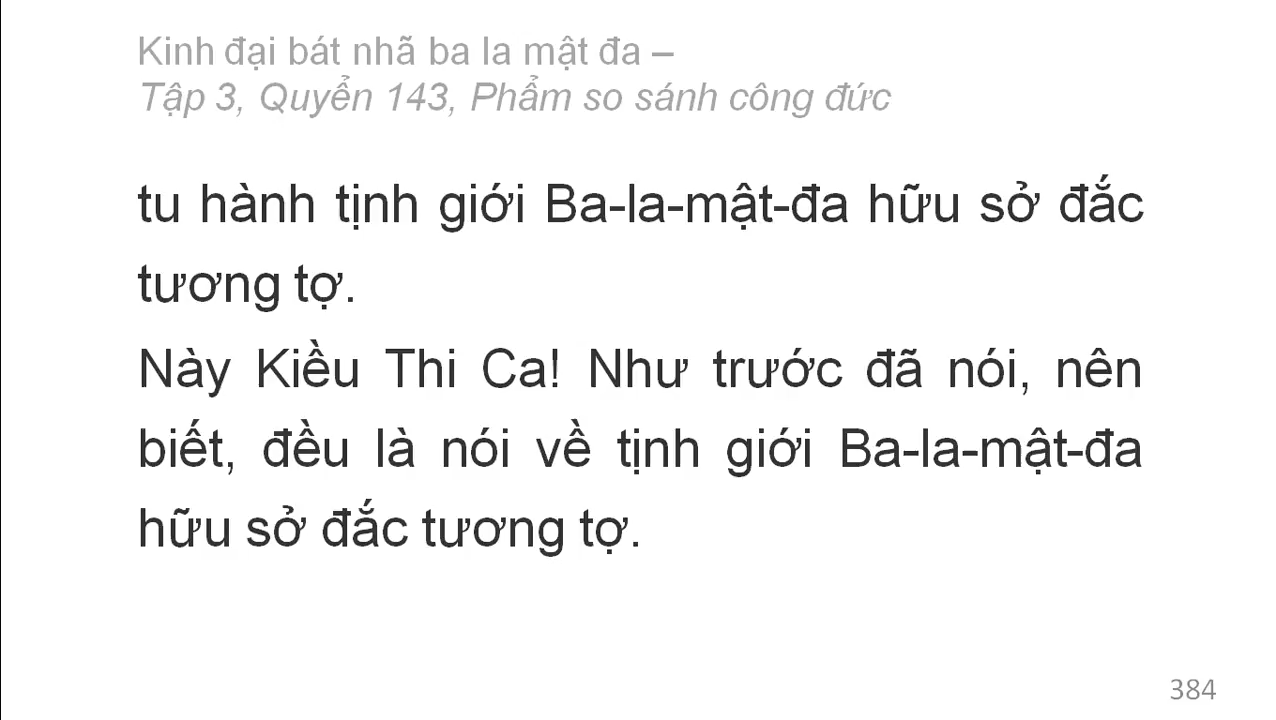 Kinh đại bát nhã ba la mật đa –
Tập 3, Quyển 143, Phẩm so sánh công đức
tu hành tịnh giới Ba-la-mật-đa hữu sở đắc
tương tợ.
Này Kiều Thi Ca! Như trước đã nói, nên
biết, đều là nói về tịnh giới Ba-la-mật-đa
hữu sở đắc tương tợ.
384